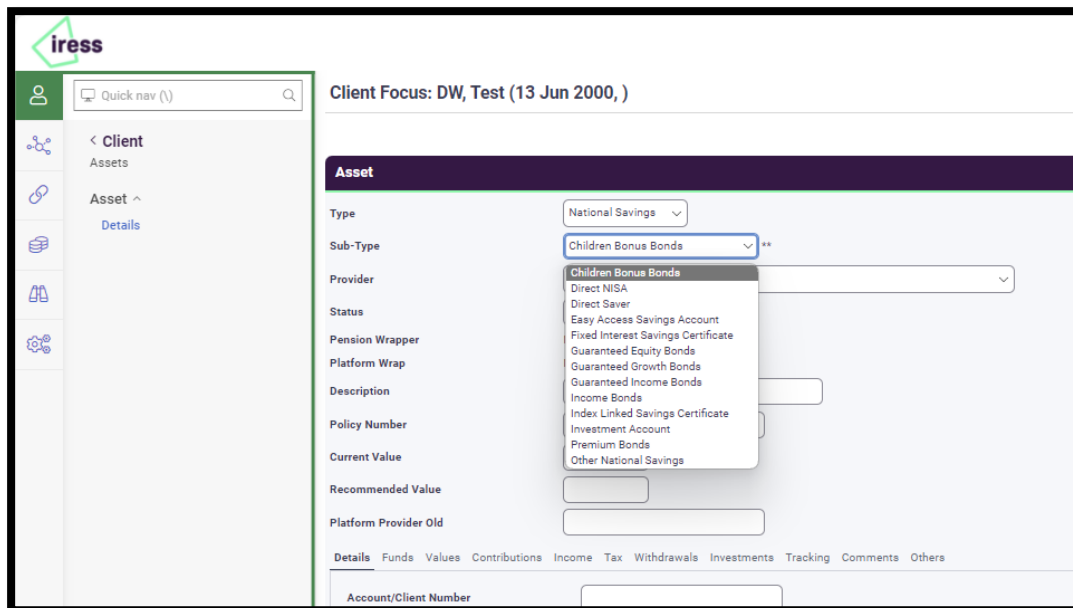 iress
Quick nav (\)
Client Focus: DW, Test (13 Jun 2000, )
< Client
Assets
Asset
Details
Asset
Type
National Savings
Sub-Type
Children Bonus Bonds
**
Provider
Status
Pension Wrapper
Platform Wrap
Description
Policy Number
Current Value
Recommended Value
Platform Provider Old
Children Bonus Bonds
Direct NISA
Direct Saver
Easy Access Savings Account
Fixed Interest Savings Certificate
Guaranteed Equity Bonds
Guaranteed Growth Bonds
Guaranteed Income Bonds
Income Bonds
Index Linked Savings Certificate
Investment Account
Premium Bonds
Other National Savings
Details Funds Values Contributions Income Tax Withdrawals Investments Tracking Comments Others
Account/Client Number